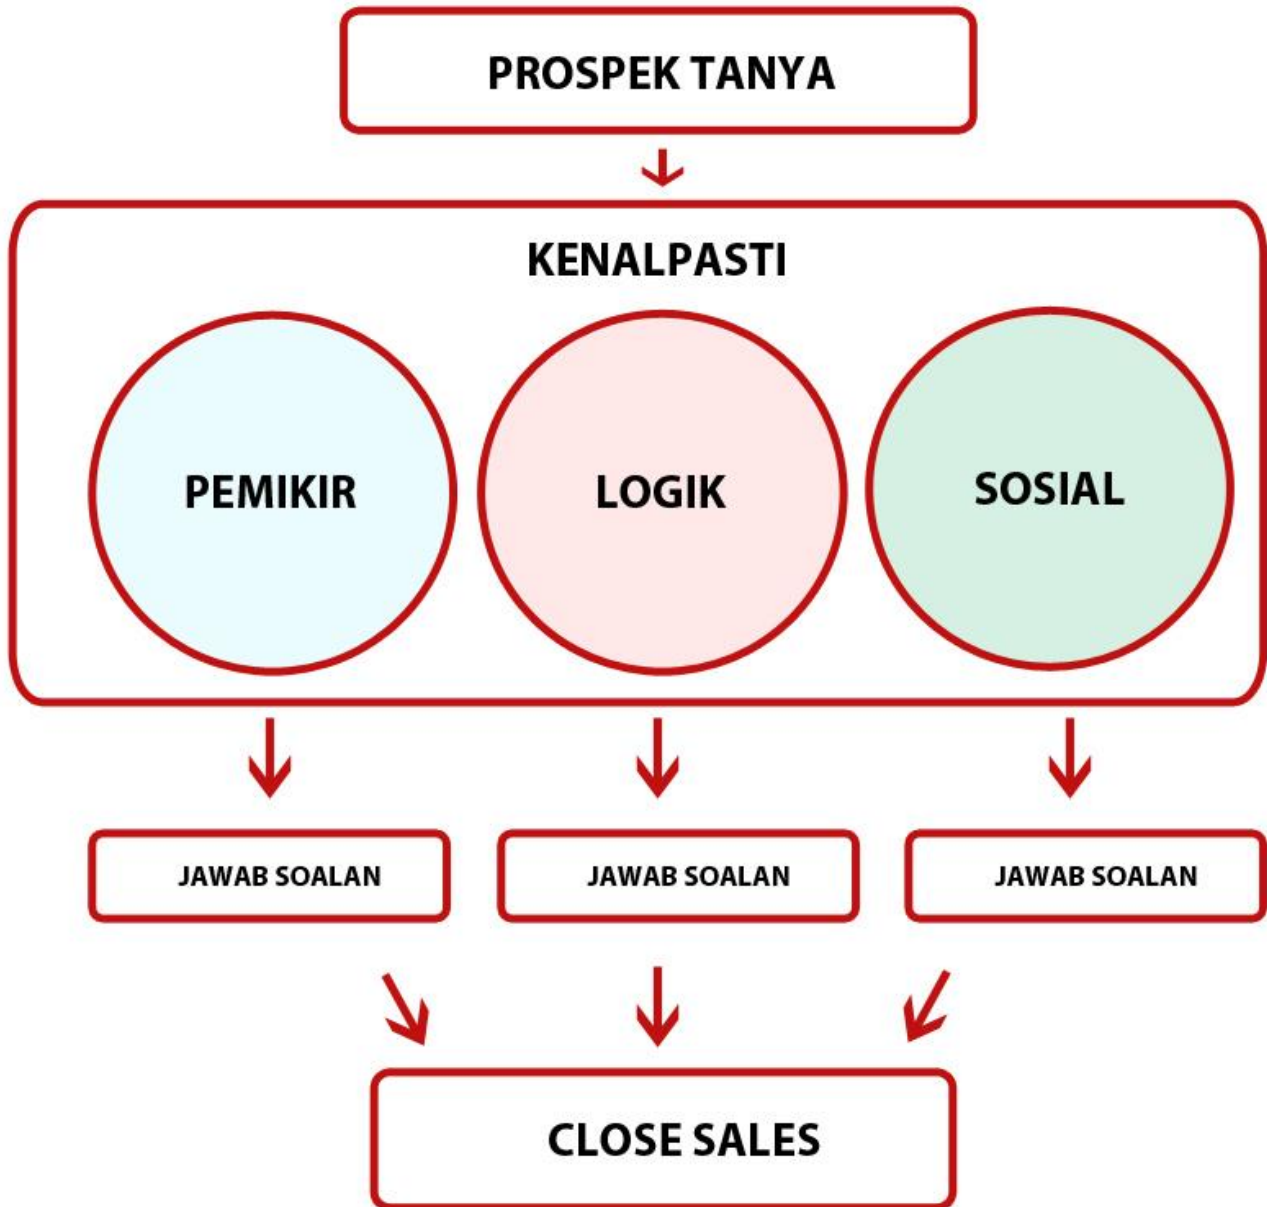 PROSPEK TANYA
KENALPASTI
PEMIKIR
LOGIK
SOSIAL
JAWAB SOALAN
JAWAB SOALAN
JAWAB SOALAN
CLOSE SALES